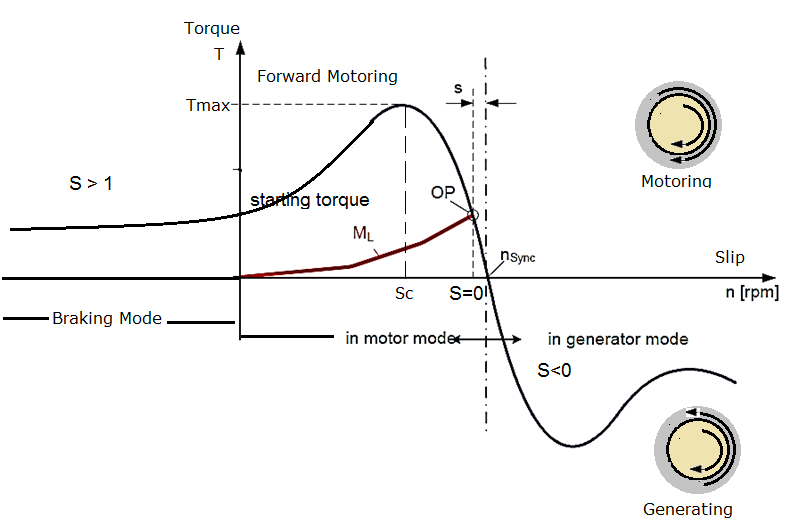 Torque
T
Forward Motoring
s
Tmax
Motoring
S > 1
OP
starting torque
ML
nSync
Slip
Sc
S=0
n [rpm]
Braking Mode
in motor mode
in generator mode
S<0
Generating